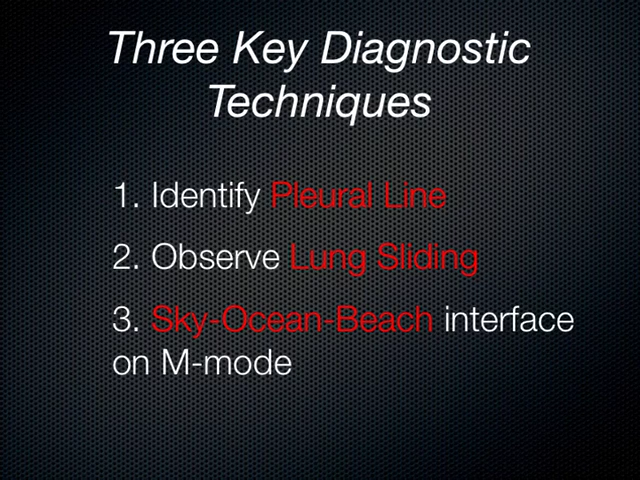 Three Key Diagnostic
Techniques
1. Identify Pleural Line
2. Observe Lung Sliding
3. Sky-Ocean-Beach interface
on M-mode